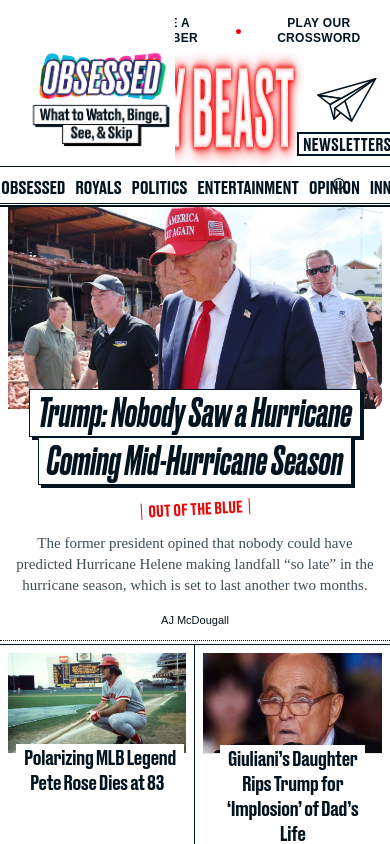 E A
BER
PLAY OUR
CROSSWORD
OBSESSED
What to Watch, Binge,
See, & Skip
Y BEAST
NEWSLETTERS
OBSESSED ROYALS POLITICS ENTERTAINMENT OPINION INN
AMERICA
AGAIN
Trump: Nobody Saw a Hurricane
Coming Mid-Hurricane Season
OUT OF THE BLUE
The former president opined that nobody could have
predicted Hurricane Helene making landfall “so late” in the
hurricane season, which is set to last another two months.
AJ McDougall
Polarizing MLB Legend
Pete Rose Dies at 83
Giuliani’s Daughter
Rips Trump for
‘Implosion’ of Dad’s
Life